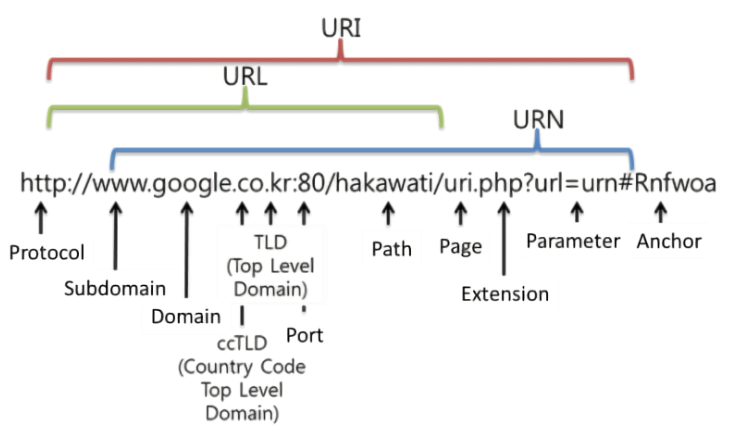 URI
URL
URN
http://www.google.co.kr:80/hakawati/uri.php?url=urn#Rnfwoa
Protocol
Subdomain
Domain
TLD
(Top Level
Domain)
ccTLD
(Country Code
Top Level
Domain)
Port
Path
Page
Extension
Parameter
Anchor